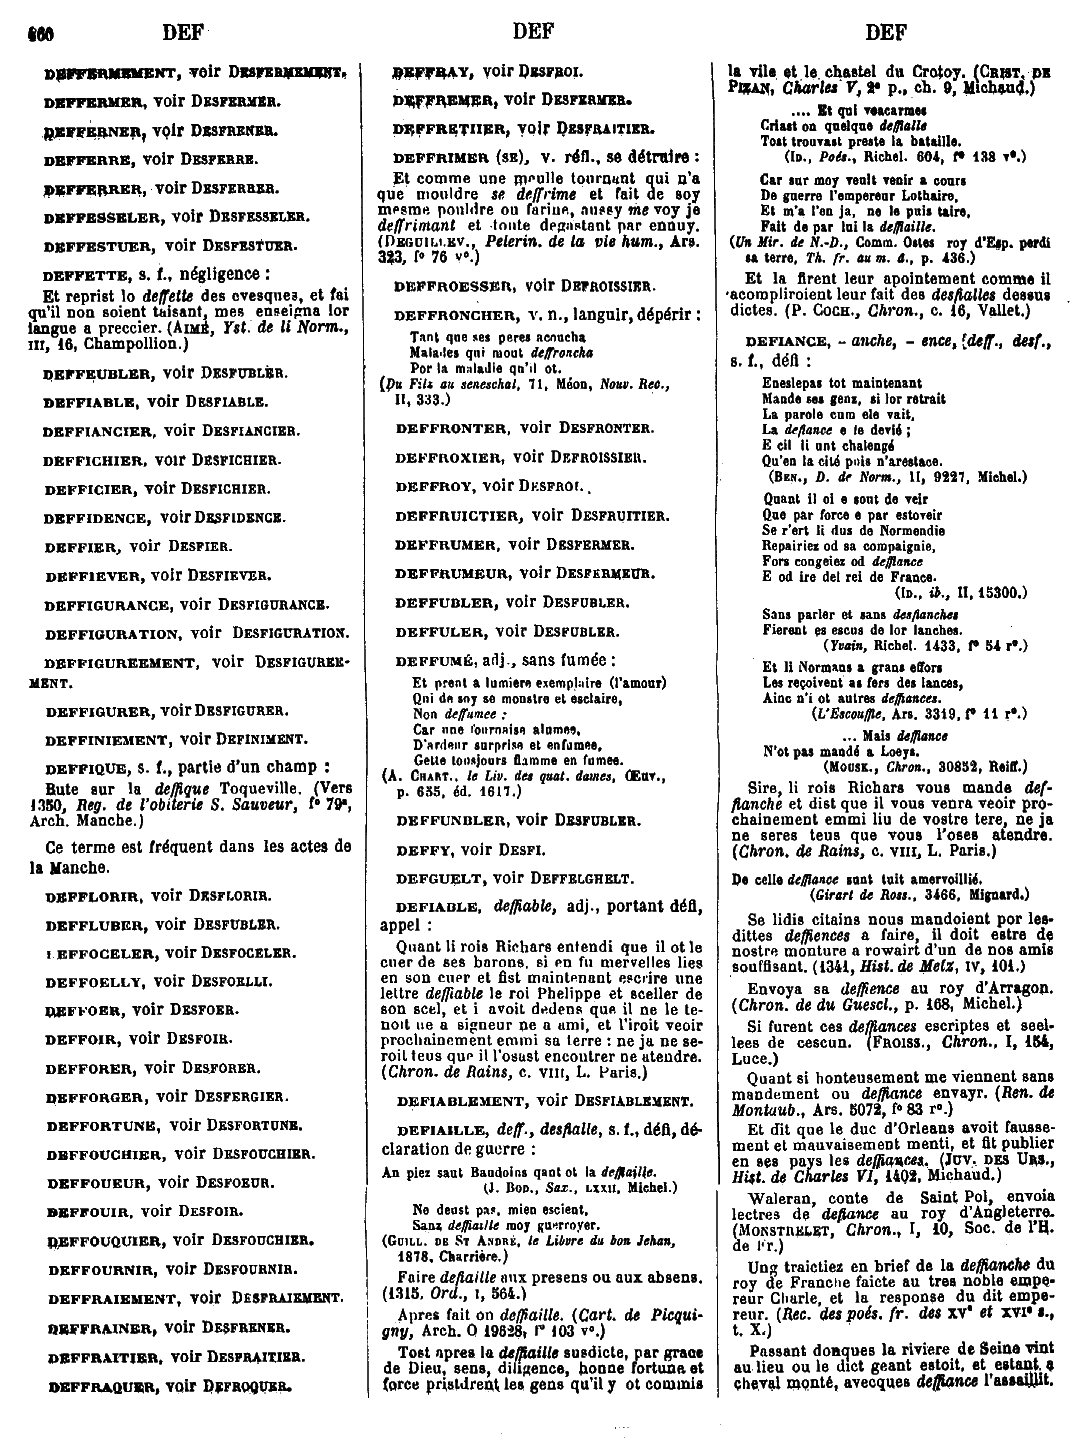 460 DEF DEF DEF
DEFFERMEMENT, voir DESFERMEMENT.
DEFFERMER, voir DESFERMER.
DEFFERNER, voir DESFRENER.
DEFFERRE, voir DESFERRE.
DEFFERRER, voir DESFERRER.
DEFFESSELER, voir DESFESSELER.
DEFFESTUER, voir DESFESTUER.
DEFFETTE, s. f., négligence :
Et reprist lo deffette des evesques, et fai
qu'il non soient taisant, mes enseigna lor
langue a preccier. (AIMÉ, Yst. de li Norm.,
III, 16, Champollion.)
DEFFEUBLER, voir DESFUBLER.
DEFFIABLE, voir DESFIABLE.
DEFFIANCIER, voir DESFIANCIER.
DEFFICHIER, voir DESFICHIER.
DEFFICIER, voir DESFICHIER.
DEFFIDENCE, voir DESFIDENCE.
DEFFIER, voir DESFIER.
DEFFIEVER, voir DESFIEVER.
DEFFIGURANCE, voir DESFIGURANCE.
DEFFIGURATION, voir DESFIGURATION.
DEFFIGUREEMENT, voir DESFIGUREE-
MENT.
DEFFIGURER, voir DESFIGURER.
DEFFINIEMENT, voir DEFINIMENT.
DEFFIQUE, s. f., partie d'un champ :
Bute sur la deffique Toqueville. (Vers
1350, Reg. de l'obiterie S. Sauveur, f° 79ª,
Arch. Manche.)
Ce terme est fréquent dans les actes de
la Manche.
DEFFLORIR, voir DESFLORIR.
DEFFLUBER, voir DESFUBLER.
DEFFOCELER, voir DESFOCELER.
DEFFOELLY, voir DESFOELLI.
DEFFOER, voir DESFOER.
DEFFOIR, voir DESFOIR.
DEFFORER, voir DESFORER.
DEFFORGER, voir DESFERGIER.
DEFFORTUNE, voir DESFORTUNE.
DEFFOUCHIER, voir DESFOUCHIER.
DEFFOUEUR, voir DESFOEUR.
DEFFOUIR, voir DESFOIR.
DEFFOUQUIER, voir DESFOUCHIER.
DEFFOURNIR, voir DESFOURNIR.
DEFFRAIEMENT, voir DESFRAIEMENT.
DEFFRAINER, voir DESFRENER.
DEFFRAITIER, voir DESFRAITIER.
DEFFRAQUER, voir DEFROQUER.
DEFFRAY, voir DESFROI.
DEFFREMER, voir DESFERMER.
DEFFRETIIER, voir DESFRAITIER.
DEFFRIMER (SE), v. réfl., se détruire :
Et comme une meulle tournant qui n'a
que mouldre se deffrime et fait de soy
mesme pouldre ou farine, aussy me voy je
deffrimant et toute degastant par ennuy.
(DEGUILLEV., Pelerin. de la vie hum., Ars.
323, f° 76 v°.)
DEFFROESSER, voir DEFROISSIER.
DEFFRONCHER, v. n., languir, dépérir :
Tant que ses peres acoucha
Malades qui mout deffroncha
Por la maladie qu'il ot.
(Du Filz au seneschal, 71, Méon, Nouv. Rec.,
II, 333.)
DEFFRONTER, voir DESFRONTER.
DEFFROXIER, voir DEFROISSIER.
DEFFROY, voir DESFROI.
DEFFRUICTIER, voir DESFRUITIER.
DEFFRUMER, voir DESFERMER.
DEFFRUMEUR, voir DESFERMEUR.
DEFFUBLER, voir DESFUBLER.
DEFFULER, voir DESFUBLER.
DEFFUMÉ, adj., sans fumée :
Et prent a lumiere exemplaire (l'amour)
Qui de soy se monstre et esclaire,
Non deffumee ;
Car une fournaise alumee,
D'ardeur surprise et enfumee,
Gette tousjours flamme en fumee.
(A. CHART., le Liv. des quat. dames, Œuv.,
p. 655, éd. 1617.)
DEFFUNDLER, voir DESFUBLER.
DEFFY, voir DESFI.
DEFGUELT, voir DEFFELGHELT.
DEFIABLE, deffiable, adj., portant défi,
appel :
Quant li rois Richars entendi que il ot le
cuer de ses barons, si en fu mervelles lies
en son cuer et fist maintenant escrire une
lettre deffiable le roi Phelippe et sceller de
son scel, et i avoit dedens que il ne le te-
noit ne a signeur ne a ami, et l'iroit veoir
prochainement emmi sa terre : ne ja ne se-
roit teus que il l'osast encoutrer ne atendre.
(Chron. de Rains, c. VIII, L. Paris.)
DEFIABLEMENT, voir DESFIABLEMENT.
DEFIAILLE, deff., desfialle, s. f., défi, dé-
claration de guerre :
An piez saut Baudoins qant ot la deffiaille.
(J. BOD., Sax., LXXII, Michel.)
Ne deust pas, mien escient,
Sanz deffiaille moy guerroyer.
(GUILL. DE ST ANDRÉ, le Libvre du bon Jehan,
1878, Charrière.)
Faire defiaille aux presens ou aux absens.
(1315, Ord., I, 564.)
Apres fait on deffiaille. (Cart. de Picqui-
gny, Arch. O 19628, f° 103 v°.)
Tost apres la deffiaille susdicte, par grace
de Dieu, sens, diligence, bonne fortune et
force pristdrent les gens qu'il y ot commis
la vile et le chastel du Crotoy. (CRIST. DE
PIZAN, Charles V, 2° p., ch. 9, Michaud.)
.... Et qui vescarmes
Criast on quelque deffialle
Tost trouvast preste la bataille.
(ID., Poés., Richel. 604, f° 138 v°.)
Car sur moy veult venir a cours
De guerre l'empereur Lothaire,
Et m'a l'en ja, ne le puis taire,
Fait de par lui la deffiaille.
(Un Mir. de N.-D., Comm. Ostes roy d'Esp. perdi
sa terre, Th. fr. au m. â., p. 436.)
Et la firent leur apointement comme il
acompliroient leur fait des desfialles dessus
dictes. (P. COCH., Chron., c. 16, Vallet.)
DEFIANCE, - anche, - ence, [deff., desf.,
s. f., défi :
Eneslepas tot maintenant
Mande ses genz, si lor retrait
La parole cum ele vait,
La defiance e le devié ;
E cil li unt chalengé
Qu'en la cité puis n'arestace.
(BEN., D. de Norm., II, 9227, Michel.)
Quant il oi e sout de veir
Que par force e par estoveir
Se r'ert li dus de Normendie
Repairiez od sa compaignie,
Fors congeiez od deffiance
E od ire del rei de France.
(ID., ib., II, 15300.)
Sans parler et sans desfianches
Fierent es escus de lor lanches.
(Yvain, Richel. 1433, f° 54 r°.)
Et li Normans a grans effors
Les reçoivent as fers des lances,
Ainc n'i ot autres deffiances.
(L'Escouffle, Ars. 3319, f° 11 r°.)
... Mais deffiance
N'ot pas mandé a Loeys.
(MOUSK., Chron., 30852, Reiff.)
Sire, li rois Richars vous mande def-
fianche et dist que il vous venra veoir pro-
chainement emmi liu de vostre tere, ne ja
ne seres teus que vous l'oses atendre.
(Chron. de Rains, c. VIII, L. Paris.)
De celle deffiance sunt tuit amervoillié.
(Girart de Ross., 3466, Mignard.)
Se lidis citains nous mandoient por les-
dittes deffiences a faire, il doit estre de
nostre monture a rowairt d'un de nos amis
souffisant. (1341, Hist. de Metz, IV, 101.)
Envoya sa deffience au roy d'Arragon.
(Chron. de du Guescl., p. 168, Michel.)
Si furent ces deffiances escriptes et seel-
lees de cescun. (FROISS., Chron., I, 154,
Luce.)
Quant si honteusement me viennent sans
mandement ou deffiance envayr. (Ren. de
Montaub., Ars. 5072, f° 83 r°.)
Et dit que le duc d'Orleans avoit fausse-
ment et mauvaisement menti, et fit publier
en ses pays les deffiances. (JUV. DES URS.,
Hist. de Charles VI, 1402, Michaud.)
Waleran, conte de Saint Pol, envoia
lectres de defiance au roy d'Angleterre.
(MONSTRELET, Chron., I, 10, Soc. de l'H.
de Fr.)
Ung traictiez en brief de la deffianche du
roy de Franche faicte au tres noble empe-
reur Charle, et la response du dit empe-
reur. (Rec. des poés. fr. des XV° et XVI° s.,
t. X.)
Passant donques la riviere de Seine vint
au lieu ou le dict geant estoit, et estant a
cheval monté, avecques deffiance l'assaillit.